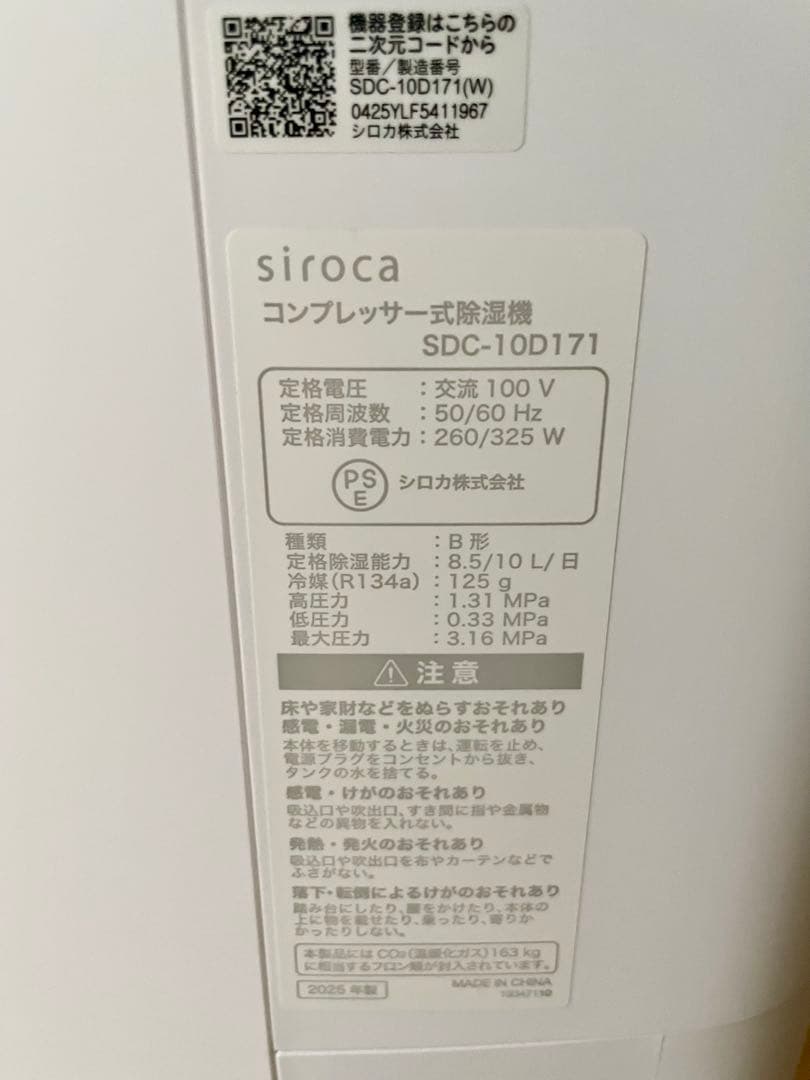 機器登録はこちらの
二次元コードから
型番/製造番号
SDC-10D171(W)
0425YLF5411967
シロカ株式会社
siroca
コンプレッサー式除湿機
SDC-10D171
定格電圧 : 交流 100 V
定格周波数 : 50/60 Hz
定格消費電力 : 260/325 W
PSE シロカ株式会社
種類 : B 形
定格除湿能力 : 8.5/10 L/日
冷媒(R134a) : 125 g
高圧力 : 1.31 MPa
低圧力 : 0.33 MPa
最大圧力 : 3.16 MPa
注意
床や家財などをぬらすおそれあり
感電・漏電・火災のおそれあり
本体を移動するときは、運転を止め、
電源プラグをコンセントから抜き、
タンクの水を捨てる。
感電・けがのおそれあり
吸込口や吹出口、すき間に指や金属物
などの異物を入れない。
発熱・発火のおそれあり
吸込口や吹出口を布やカーテンなどで
ふさがない。
落下・転倒によるけがのおそれあり
踏み台にしたり、腰をかけたり、本体の
上に物を載せたり、乗ったり、寄りか
かったりしない。
本製品にはCO₂(温暖化ガス)163 kg
に相当するフロン類が封入されています。
2025 年製
MADE IN CHINA